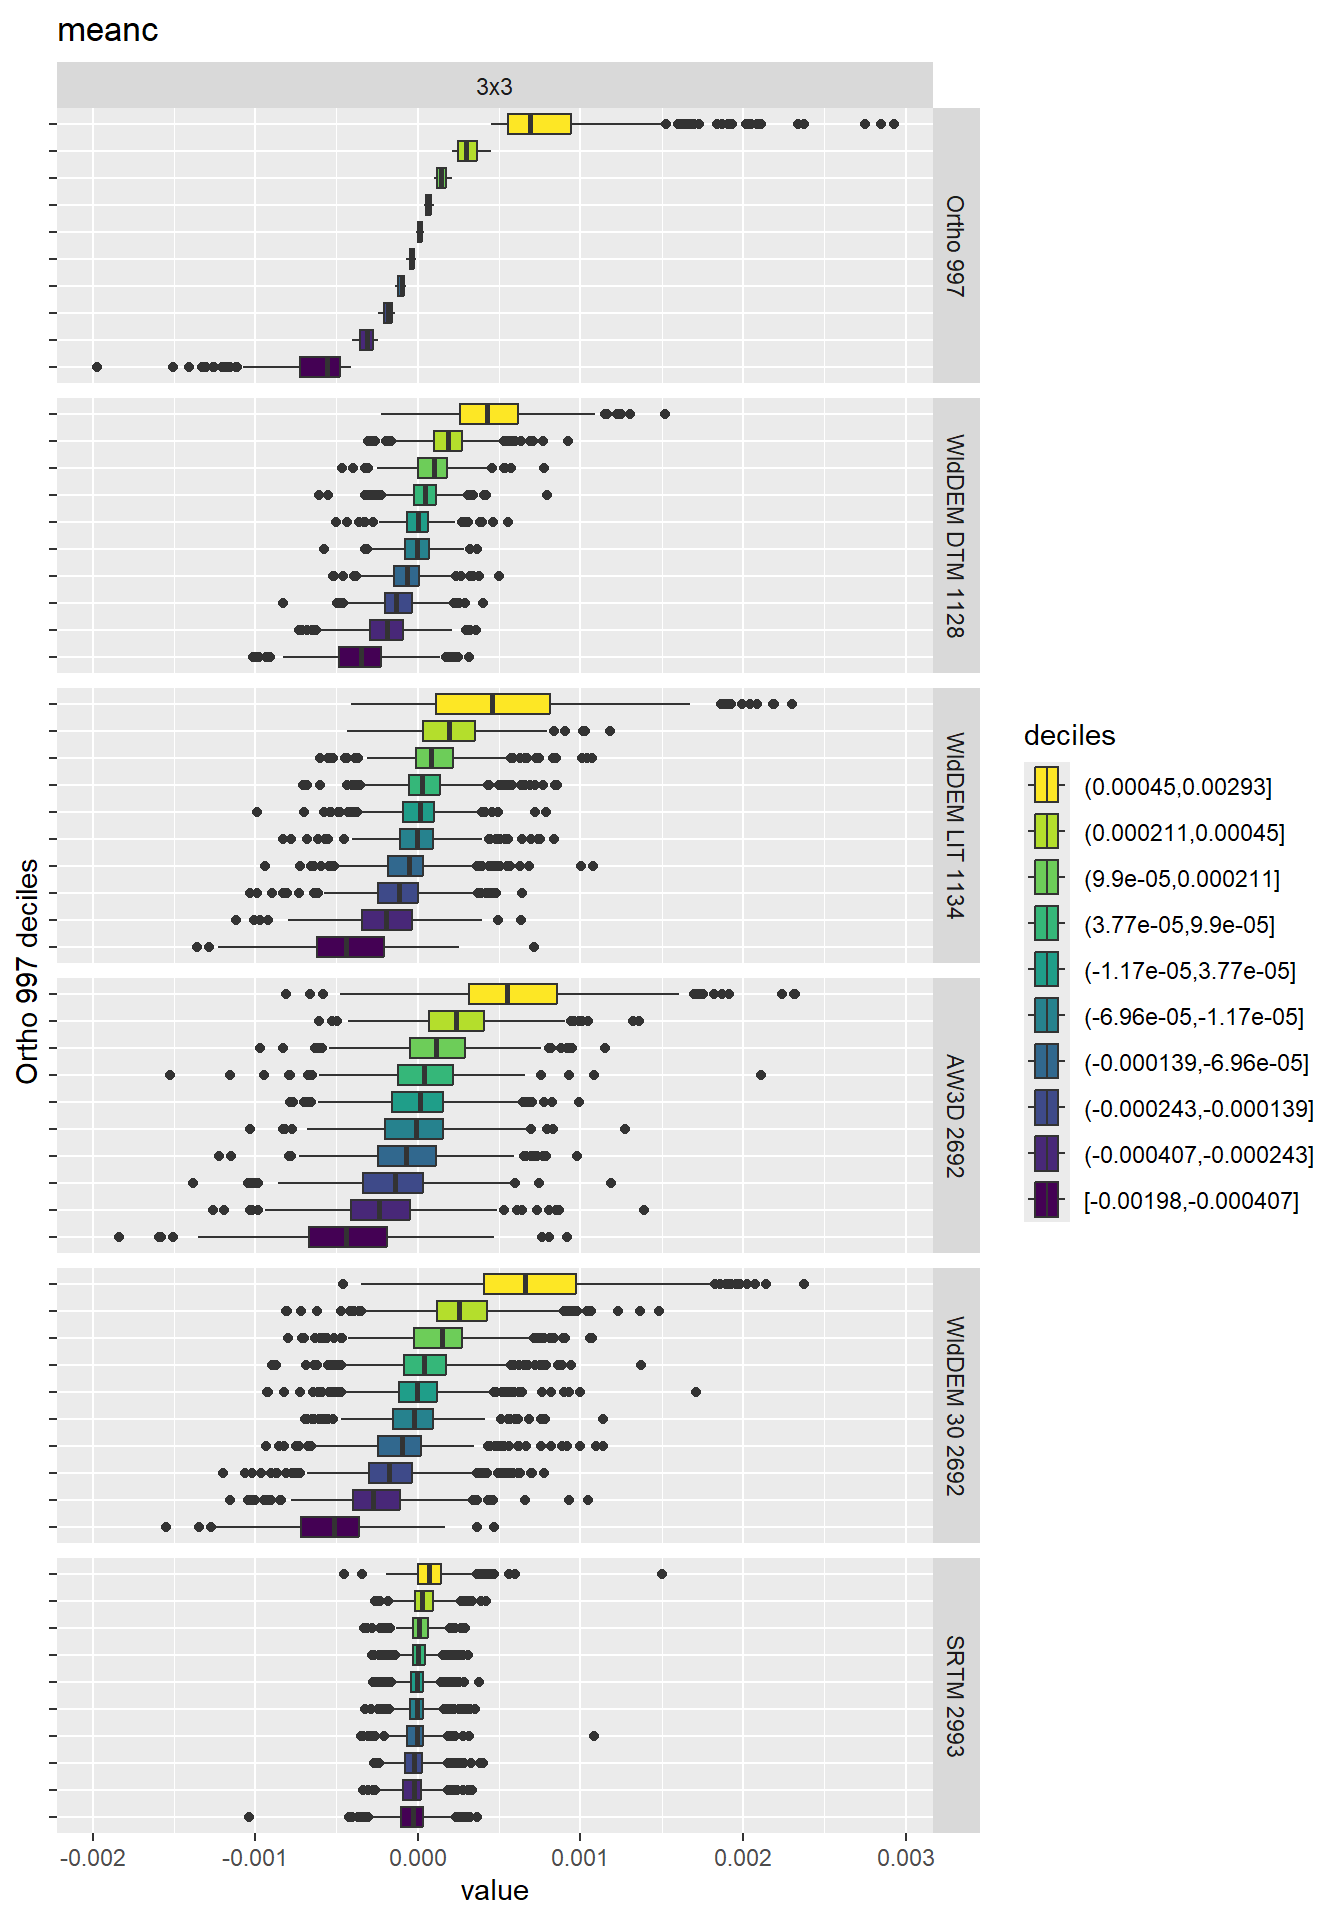 meanc
3x3
Ortho 997
WldDEM DTM 1128
WldDEM LIT 1134
AW3D 2692
WldDEM 30 2692
SRTM 2993
Ortho 997 deciles
-0.002 -0.001 0.000 0.001 0.002 0.003
value
deciles
(0.00045,0.00293]
(0.000211,0.00045]
(9.9e-05,0.000211]
(3.77e-05,9.9e-05]
(-1.17e-05,3.77e-05]
(-6.96e-05,-1.17e-05]
(-0.000139,-6.96e-05]
(-0.000243,-0.000139]
(-0.000407,-0.000243]
[-0.00198,-0.000407]